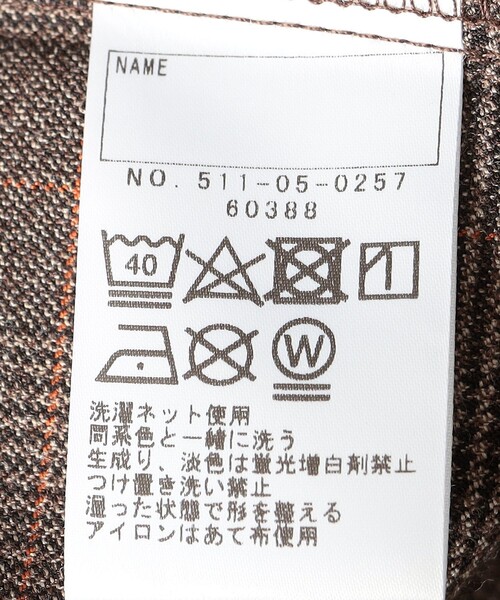 NAME
NO. 511-05-0257
60388
40
W
洗濯ネット使用
同系色と一緒に洗う
生成り、淡色は蛍光増白剤禁止
つけ置き洗い禁止
湿った状態で形を整える
アイロンはあて布使用